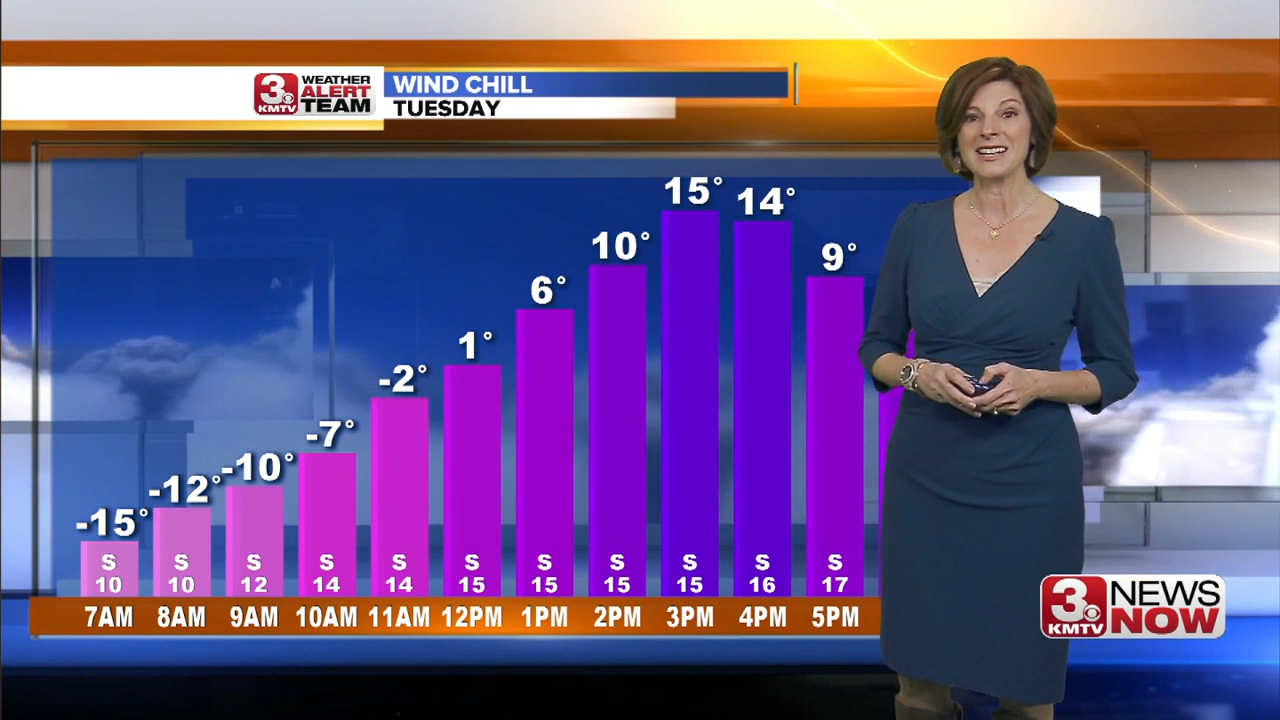 3 KMTV
WEATHER
ALERT
TEAM
WIND CHILL
TUESDAY
-15° -12° -10° -7° -2° 1° 6° 10° 15° 14° 9°
S S S S S S S S S S S
10 10 12 14 14 15 15 15 15 16 17
7AM 8AM 9AM 10AM 11AM 12PM 1PM 2PM 3PM 4PM 5PM
3 KMTV
NEWS
NOW